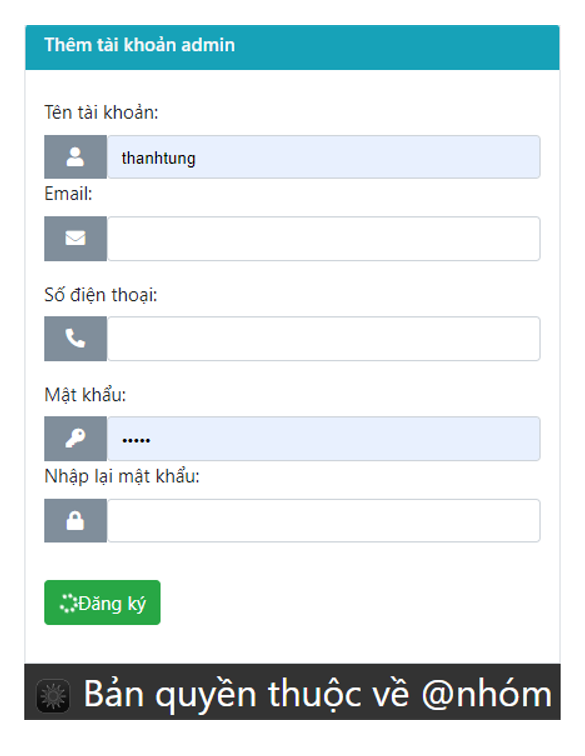 Thêm tài khoản admin
Tên tài khoản:
thanhtung
Email:
Số điện thoại:
Mật khẩu:
•••••
Nhập lại mật khẩu:
Đăng ký
Bản quyền thuộc về @nhóm